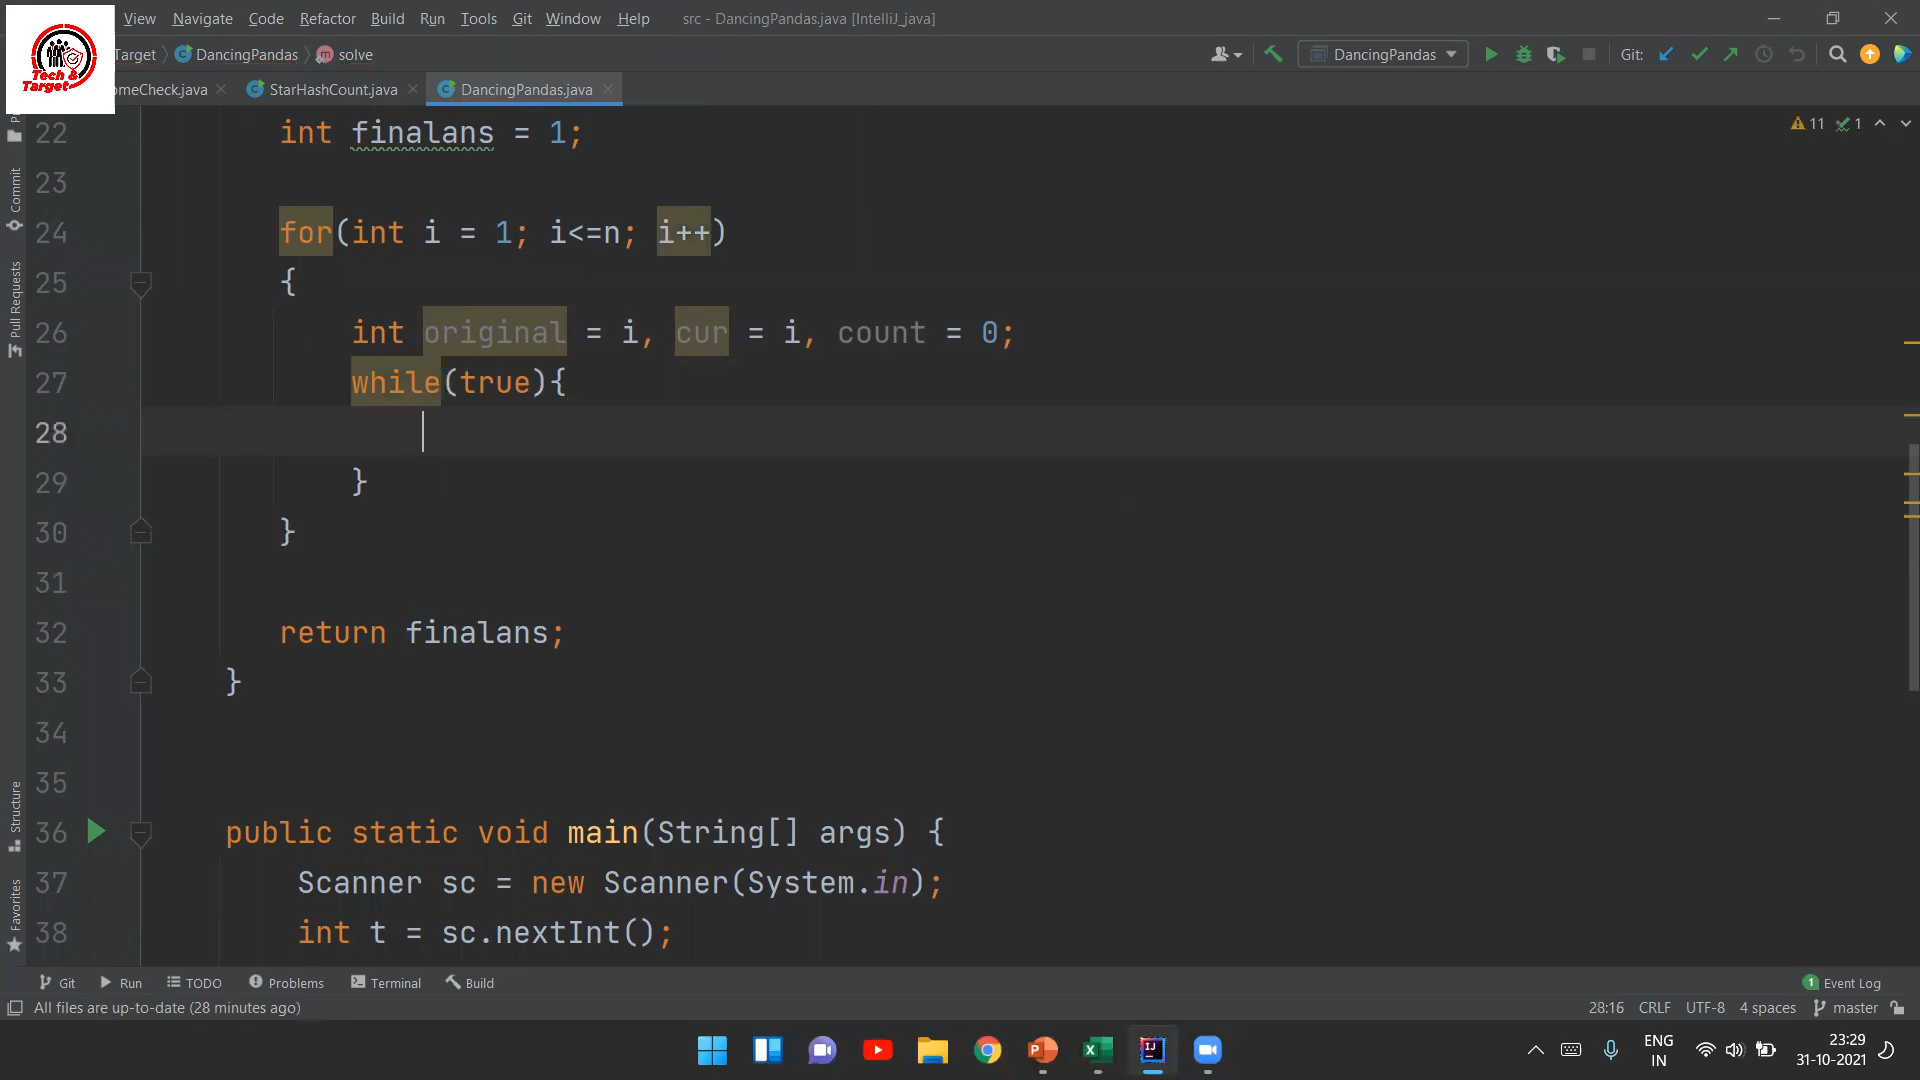 View Navigate Code Refactor Build Run Tools Git Window Help src - DancingPandas.java [IntelliJ_java]
Tech & Target
Target DancingPandas solve
DancingPandas Git:
omeCheck.java StarHashCount.java DancingPandas.java
11 1
22 int finalans = 1;
23
24 for(int i = 1; i<=n; i++)
25 {
26 int original = i, cur = i, count = 0;
27 while(true){
28
29 }
30 }
31
32 return finalans;
33 }
34
35
36 public static void main(String[] args) {
37 Scanner sc = new Scanner(System.in);
38 int t = sc.nextInt();
Commit
Pull Requests
Structure
Favorites
Git Run TODO Problems Terminal Build 1 Event Log
All files are up-to-date (28 minutes ago) 28:16 CRLF UTF-8 4 spaces master
ENG
IN
23:29
31-10-2021